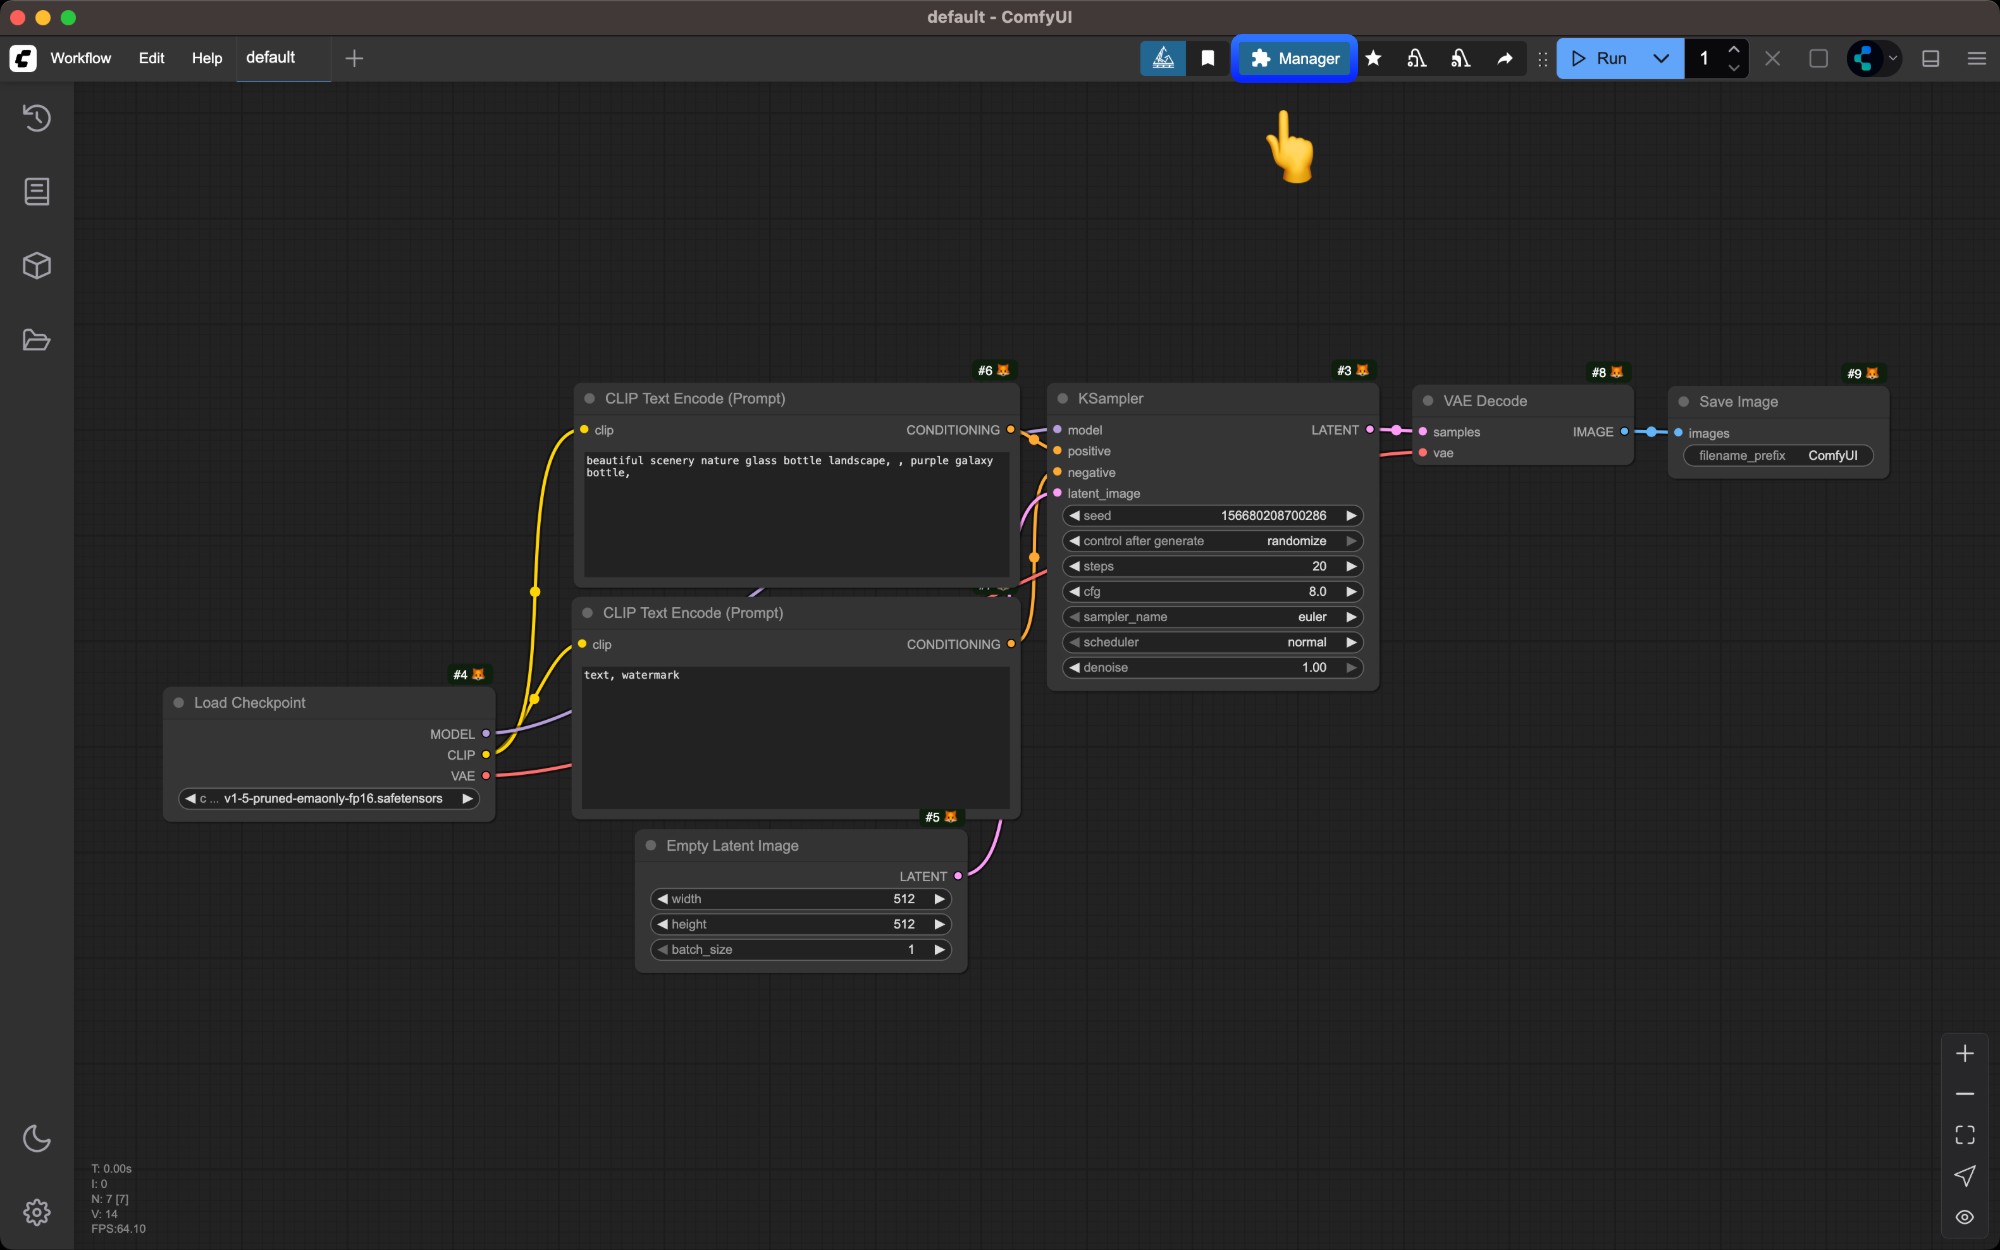 default - ComfyUI
Workflow Edit Help default
Manager
Run
1
#6
CLIP Text Encode (Prompt)
clip CONDITIONING
beautiful scenery nature glass bottle landscape, , purple galaxy
bottle,
CLIP Text Encode (Prompt)
clip CONDITIONING
text, watermark
#4
Load Checkpoint
MODEL
CLIP
VAE
c ... v1-5-pruned-emaonly-fp16.safetensors
#5
Empty Latent Image
LATENT
width 512
height 512
batch_size 1
#3
KSampler
model LATENT
positive
negative
latent_image
seed 156680208700286
control after generate randomize
steps 20
cfg 8.0
sampler_name euler
scheduler normal
denoise 1.00
#8
VAE Decode
samples IMAGE
vae
#9
Save Image
images
filename_prefix ComfyUI
T: 0.00s
I: 0
N: 7 [7]
V: 14
FPS:64.10